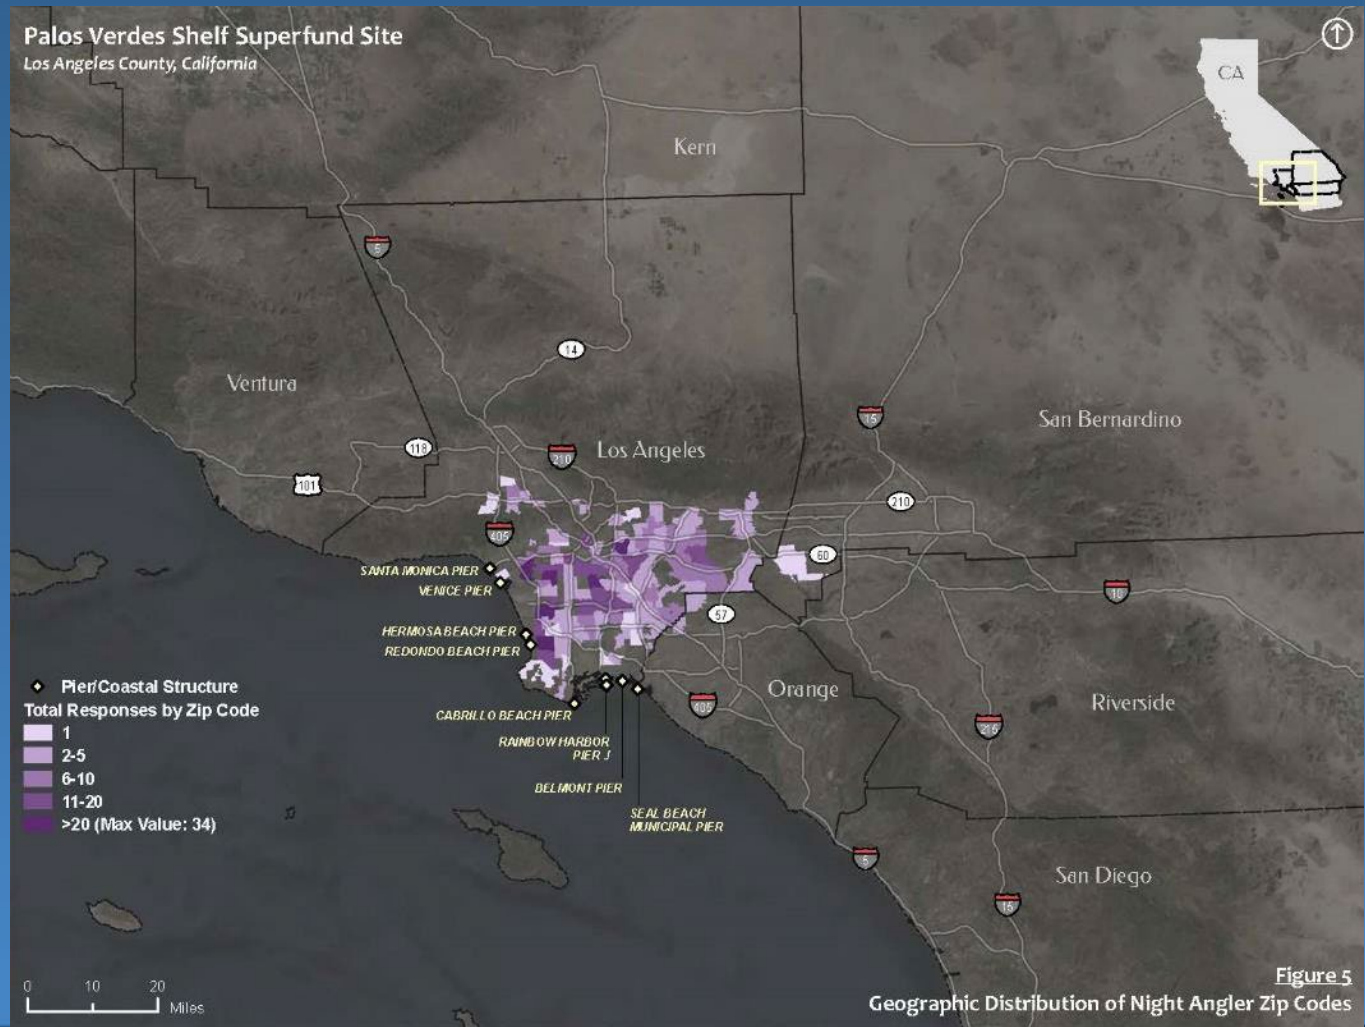 Palos Verdes Shelf Superfund Site
Los Angeles County, California
CA
Kern
5
14
Ventura
15
San Bernardino
118
210
Los Angeles
101
210
405
60
SANTA MONICA PIER
VENICE PIER
10
57
HERMOSA BEACH PIER
REDONDO BEACH PIER
Pier/Coastal Structure
Total Responses by Zip Code
1
2-5
6-10
11-20
>20 (Max Value: 34)
Orange
405
Riverside
CABRILLO BEACH PIER
215
RAINBOW HARBOR
PIER J
BELMONT PIER
SEAL BEACH
MUNICIPAL PIER
5
San Diego
15
0 10 20
Miles
Figure 5
Geographic Distribution of Night Angler Zip Codes